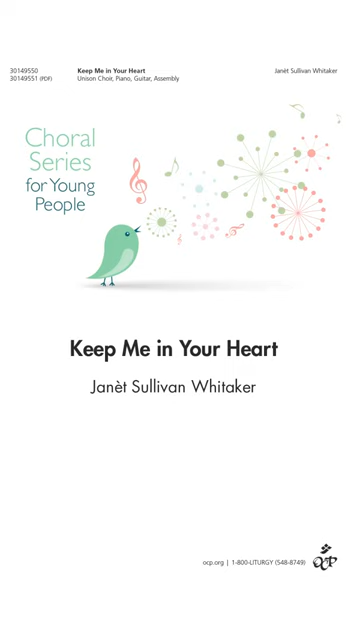 30149550 Keep Me in Your Heart Janèt Sullivan Whitaker
30149551 (PDF) Unison Choir, Piano, Guitar, Assembly
Choral
Series
for Young
People
Keep Me in Your Heart
Janèt Sullivan Whitaker
ocp.org | 1-800-LITURGY (548-8749) OCP